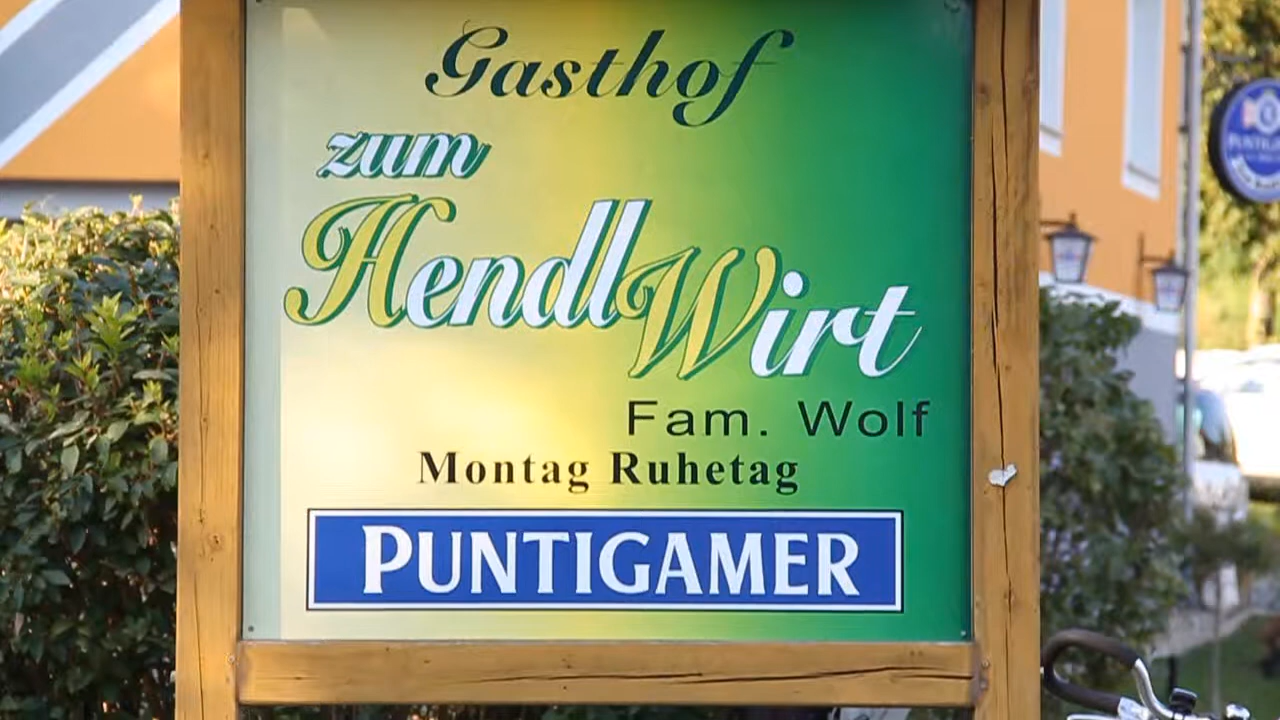 Gasthof
zum
HendlWirt
Fam. Wolf
Montag Ruhetag
PUNTIGAMER